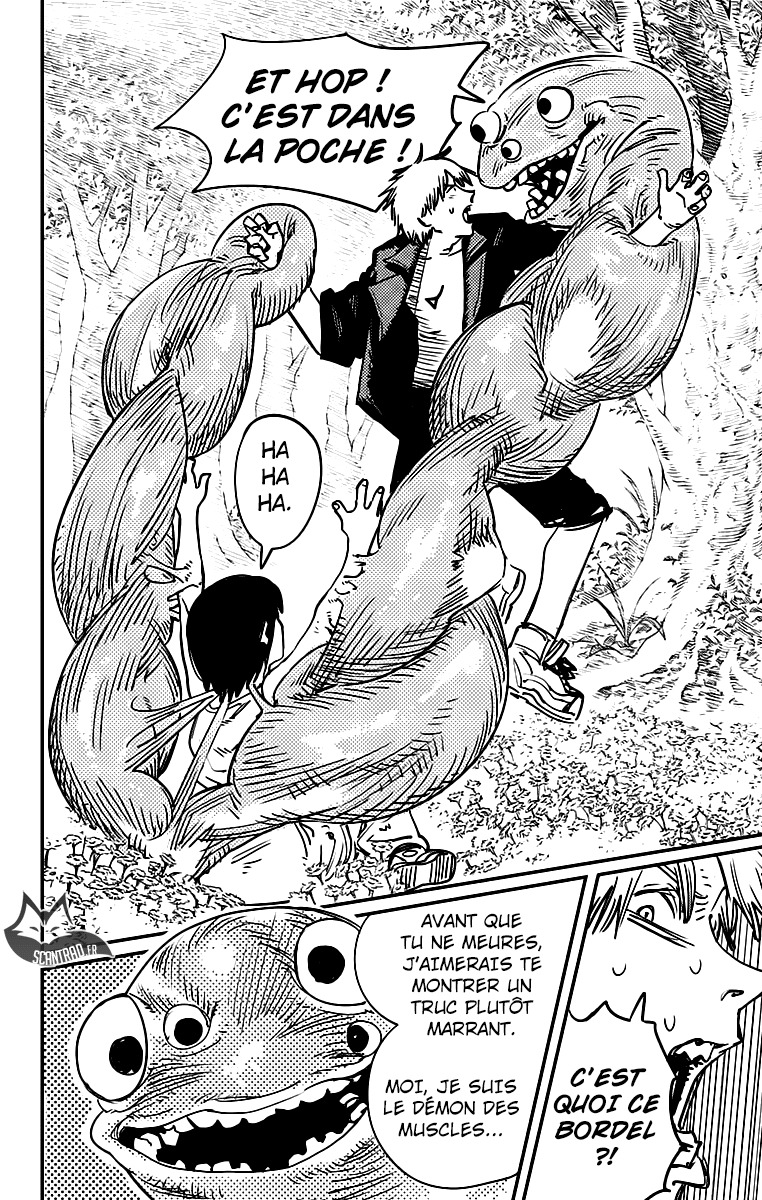 ET HOP !
C'EST DANS
LA POCHE !
HA
HA
HA.
C'EST
QUOI CE
BORDEL
?!
AVANT QUE
TU NE MEURES,
J'AIMERAIS TE
MONTRER UN
TRUC PLUTÔT
MARRANT.
MOI, JE SUIS
LE DÉMON DES
MUSCLES...
SCANTRAD.FR